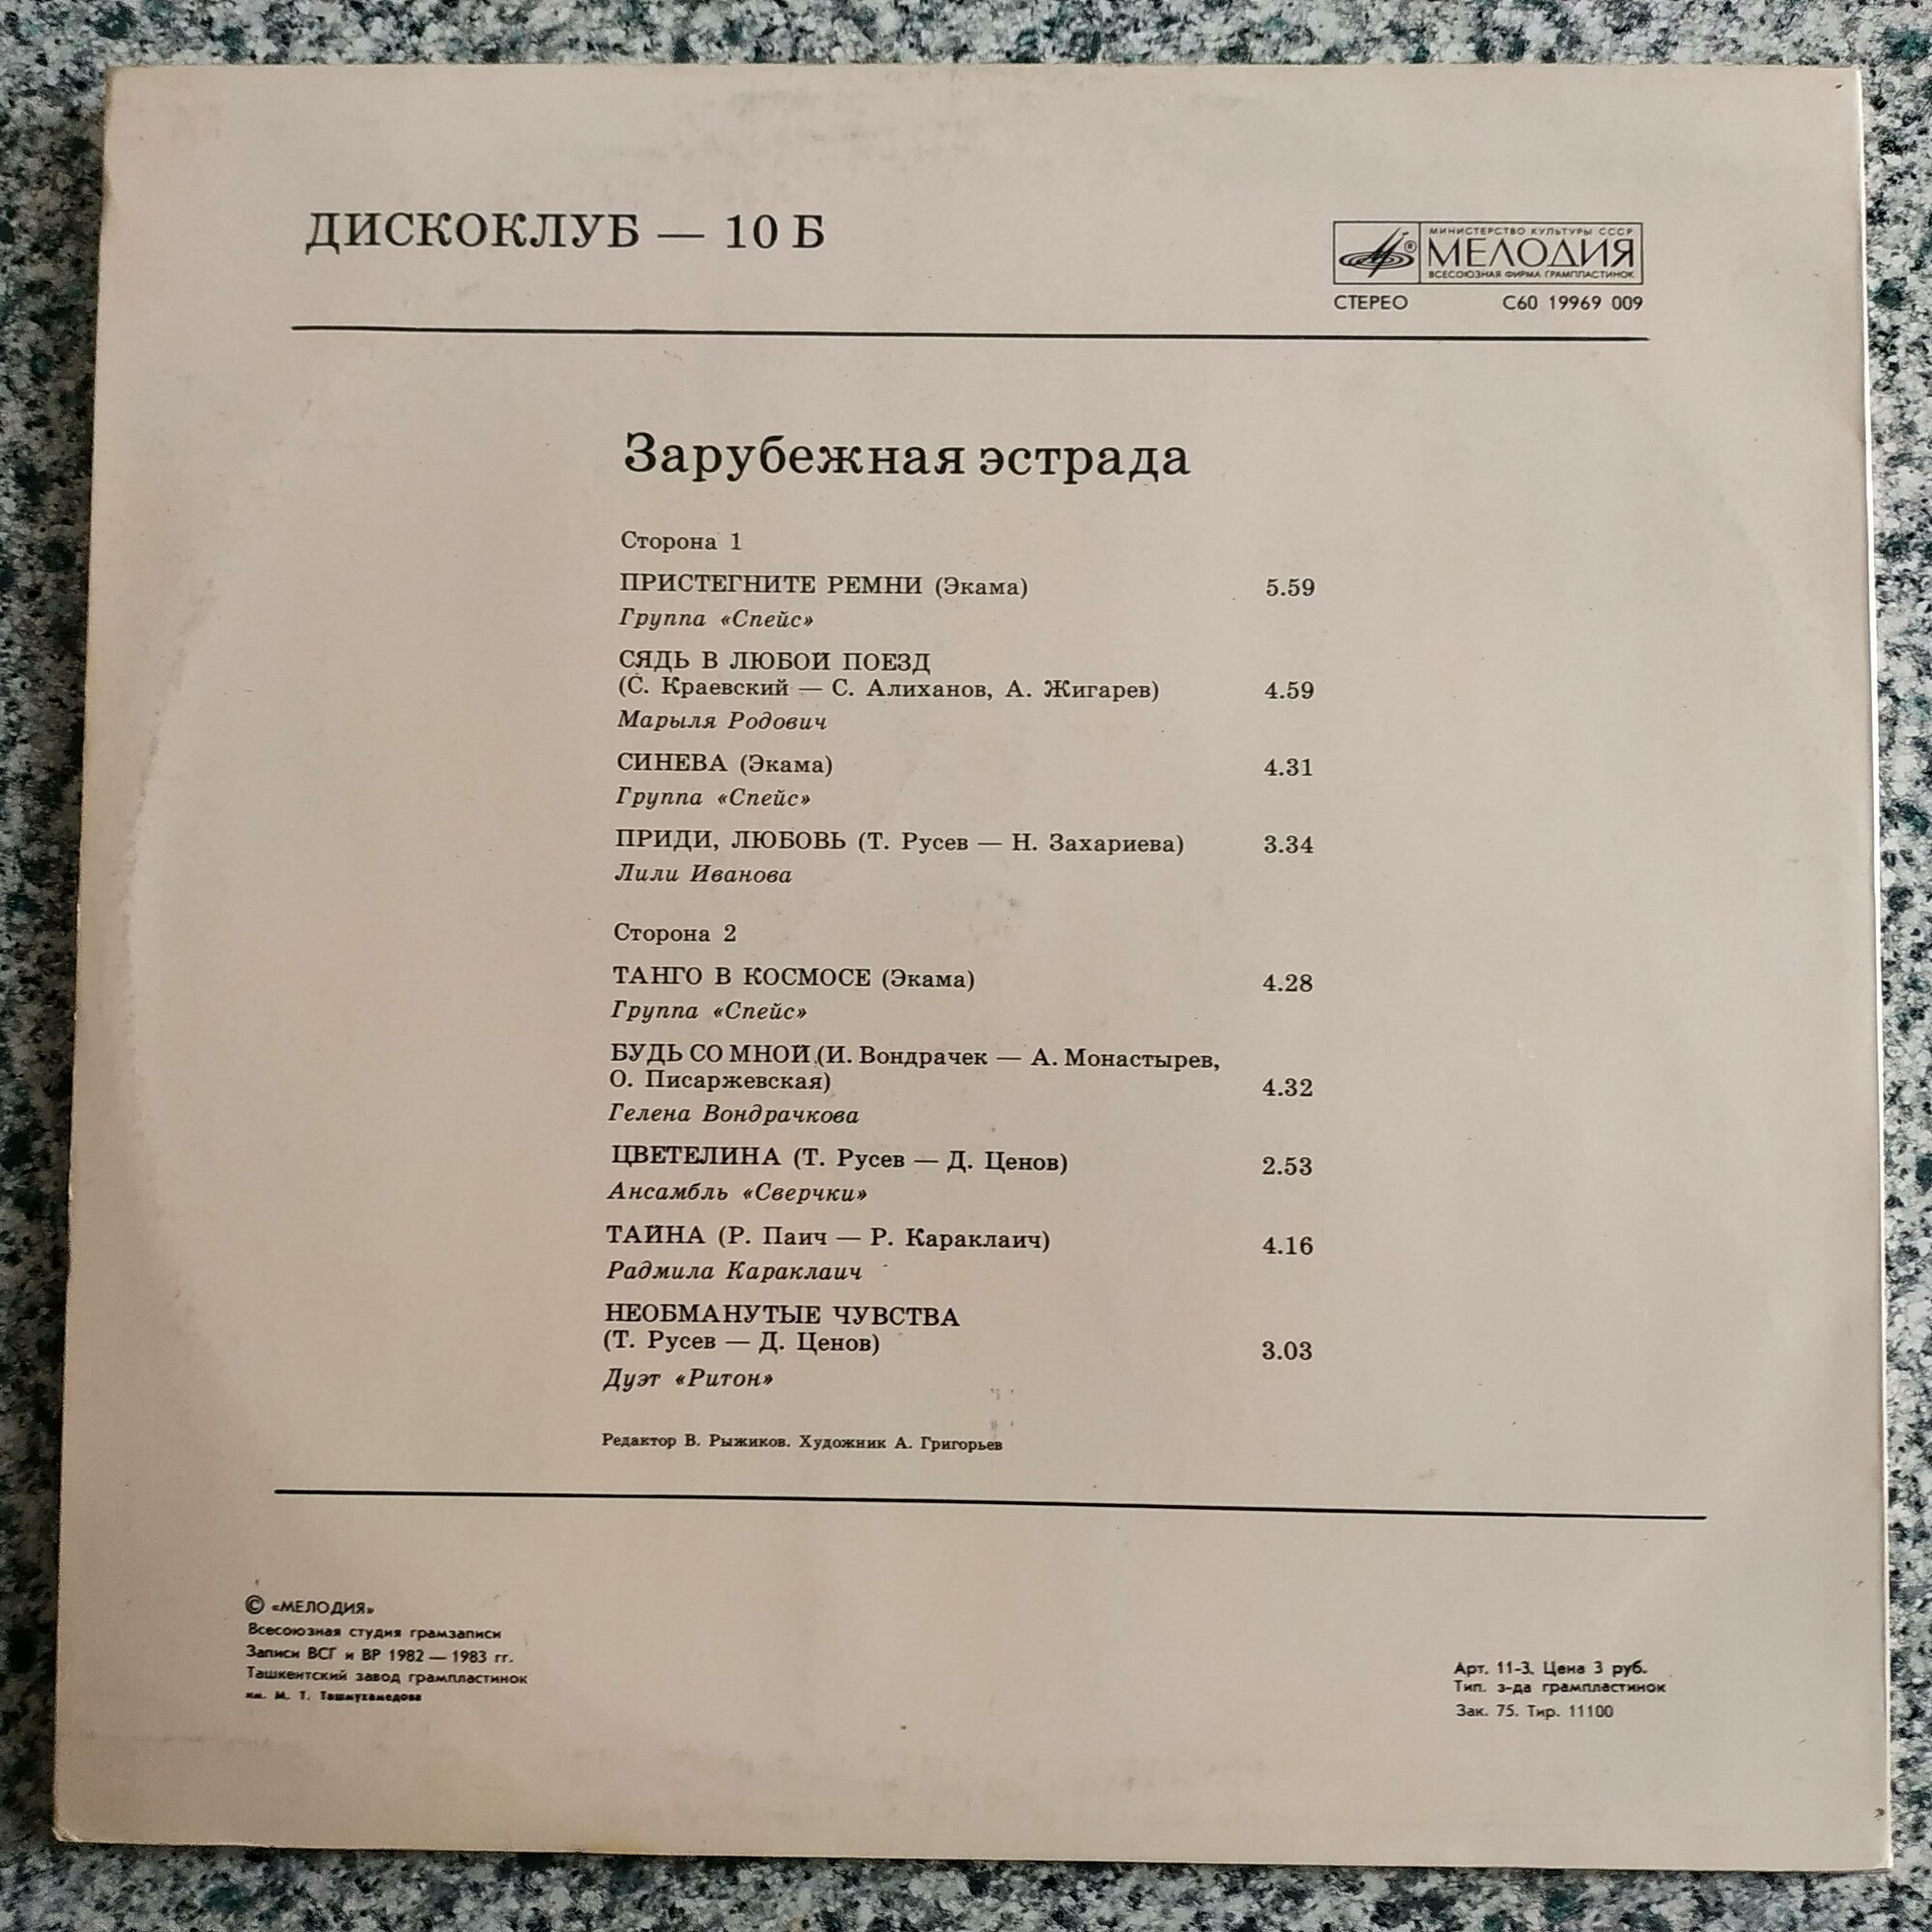 ДИСКОКЛУБ — 10 Б
МИНИСТЕРСТВО КУЛЬТУРЫ СССР
МЕЛОДИЯ
ВСЕСОЮЗНАЯ ФИРМА ГРАМПЛАСТИНОК
СТЕРЕО С60 19969 009
Зарубежная эстрада
Сторона 1
ПРИСТЕГНИТЕ РЕМНИ (Экама) 5.59
Группа «Спейс»
СЯДЬ В ЛЮБОЙ ПОЕЗД
(С. Краевский — С. Алиханов, А. Жигарев) 4.59
Марыля Родович
СИНЕВА (Экама) 4.31
Группа «Спейс»
ПРИДИ, ЛЮБОВЬ (Т. Русев — Н. Захариева) 3.34
Лили Иванова
Сторона 2
ТАНГО В КОСМОСЕ (Экама) 4.28
Группа «Спейс»
БУДЬ СО МНОЙ (И. Вондрачек — А. Монастырев,
О. Писаржевская) 4.32
Гелена Вондрачкова
ЦВЕТЕЛИНА (Т. Русев — Д. Ценов) 2.53
Ансамбль «Сверчки»
ТАЙНА (Р. Паич — Р. Караклаич) 4.16
Радмила Караклаич
НЕОБМАНУТЫЕ ЧУВСТВА
(Т. Русев — Д. Ценов) 3.03
Дуэт «Ритон»
Редактор В. Рыжиков. Художник А. Григорьев
© «МЕЛОДИЯ»
Всесоюзная студия грамзаписи
Записи ВСГ и ВР 1982 — 1983 гг.
Ташкентский завод грампластинок
им. М. Т. Ташмухамедова
Арт. 11-3. Цена 3 руб.
Тип. з-да грампластинок
Зак. 75. Тир. 11100